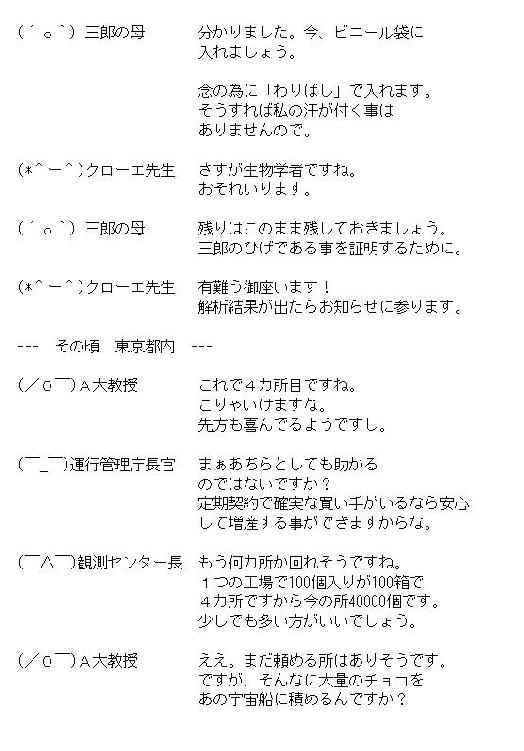 (´ｏ｀) 三郎の母 分かりました。今、ビニール袋に
入れましょう。
念の為に「わりばし」で入れます。
そうすれば私の汗が付く事は
ありませんので。
(*＾ー＾)クローエ先生 さすが生物学者ですね。
おそれいります。
(´ｏ｀) 三郎の母 残りはこのまま残しておきましょう。
三郎のひげである事を証明するために。
(*＾ー＾)クローエ先生 有難う御座います！
解析結果が出たらお知らせに参ります。
--- その頃 東京都内 ---
(／０￣)Ａ大教授 これで４カ所目ですね。
こりゃいけますな。
先方も喜んでるようですし。
(￣_￣)運行管理庁長官 まぁあちらとしても助かる
のではないですか？
定期契約で確実な買い手がいるなら安心
して増産する事ができますからな。
(￣八￣)観測センター長 もう何カ所か回れそうですね。
１つの工場で100個入りが100箱で
４カ所ですから今の所40000個です。
少しでも多い方がいいでしょう。
(／０￣)Ａ大教授 ええ。まだ頼める所はありそうです。
ですが、そんなに大量のチョコを
あの宇宙船に積めるんですか？